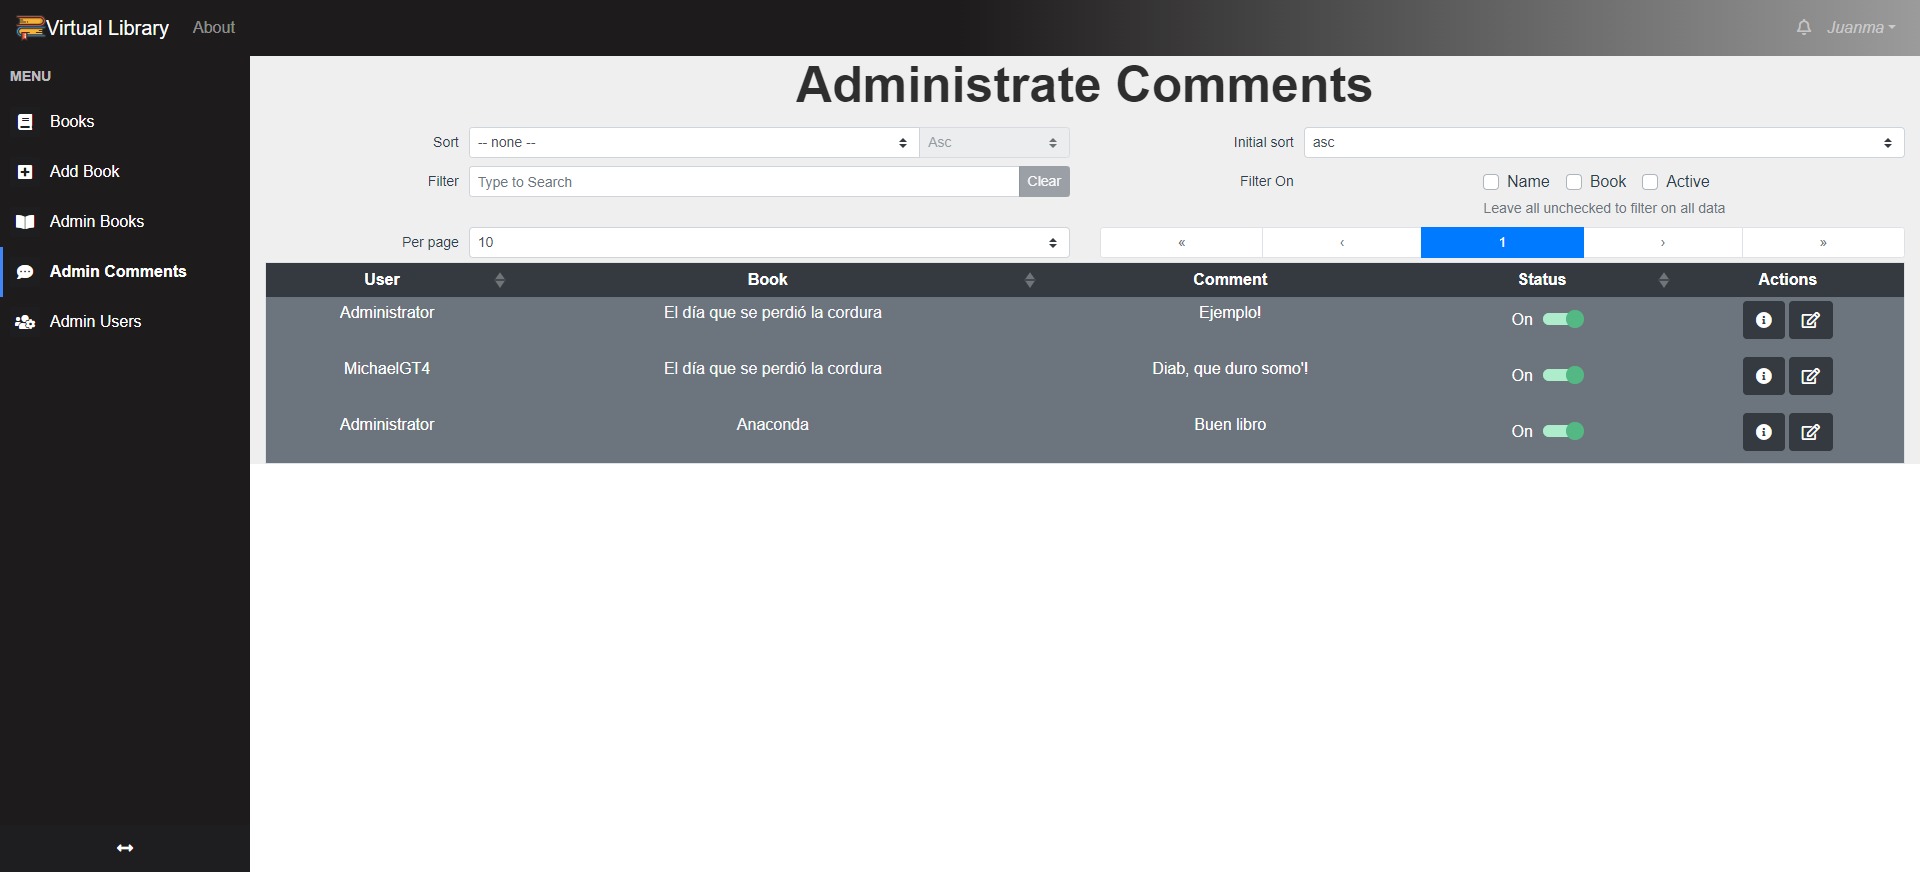 Virtual Library About Juanma
MENU
Books
Add Book
Admin Books
Admin Comments
Admin Users
Administrate Comments
Sort -- none -- Asc Initial sort asc
Filter Type to Search Clear Filter On Name Book Active
Leave all unchecked to filter on all data
Per page 10 « ‹ 1 › »
User Book Comment Status Actions
Administrator El día que se perdió la cordura Ejemplo! On
MichaelGT4 El día que se perdió la cordura Diab, que duro somo'! On
Administrator Anaconda Buen libro On